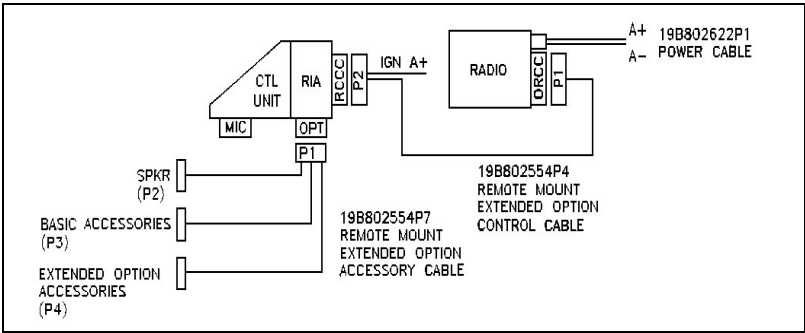 A+
A-
19B802622P1
POWER CABLE
IGN A+
RADIO
ORCC
P1
CTL
UNIT
RIA
RCCC
P2
MIC
OPT
P1
SPKR
(P2)
BASIC ACCESSORIES
(P3)
EXTENDED OPTION
ACCESSORIES
(P4)
19B802554P7
REMOTE MOUNT
EXTENDED OPTION
ACCESSORY CABLE
19B802554P4
REMOTE MOUNT
EXTENDED OPTION
CONTROL CABLE